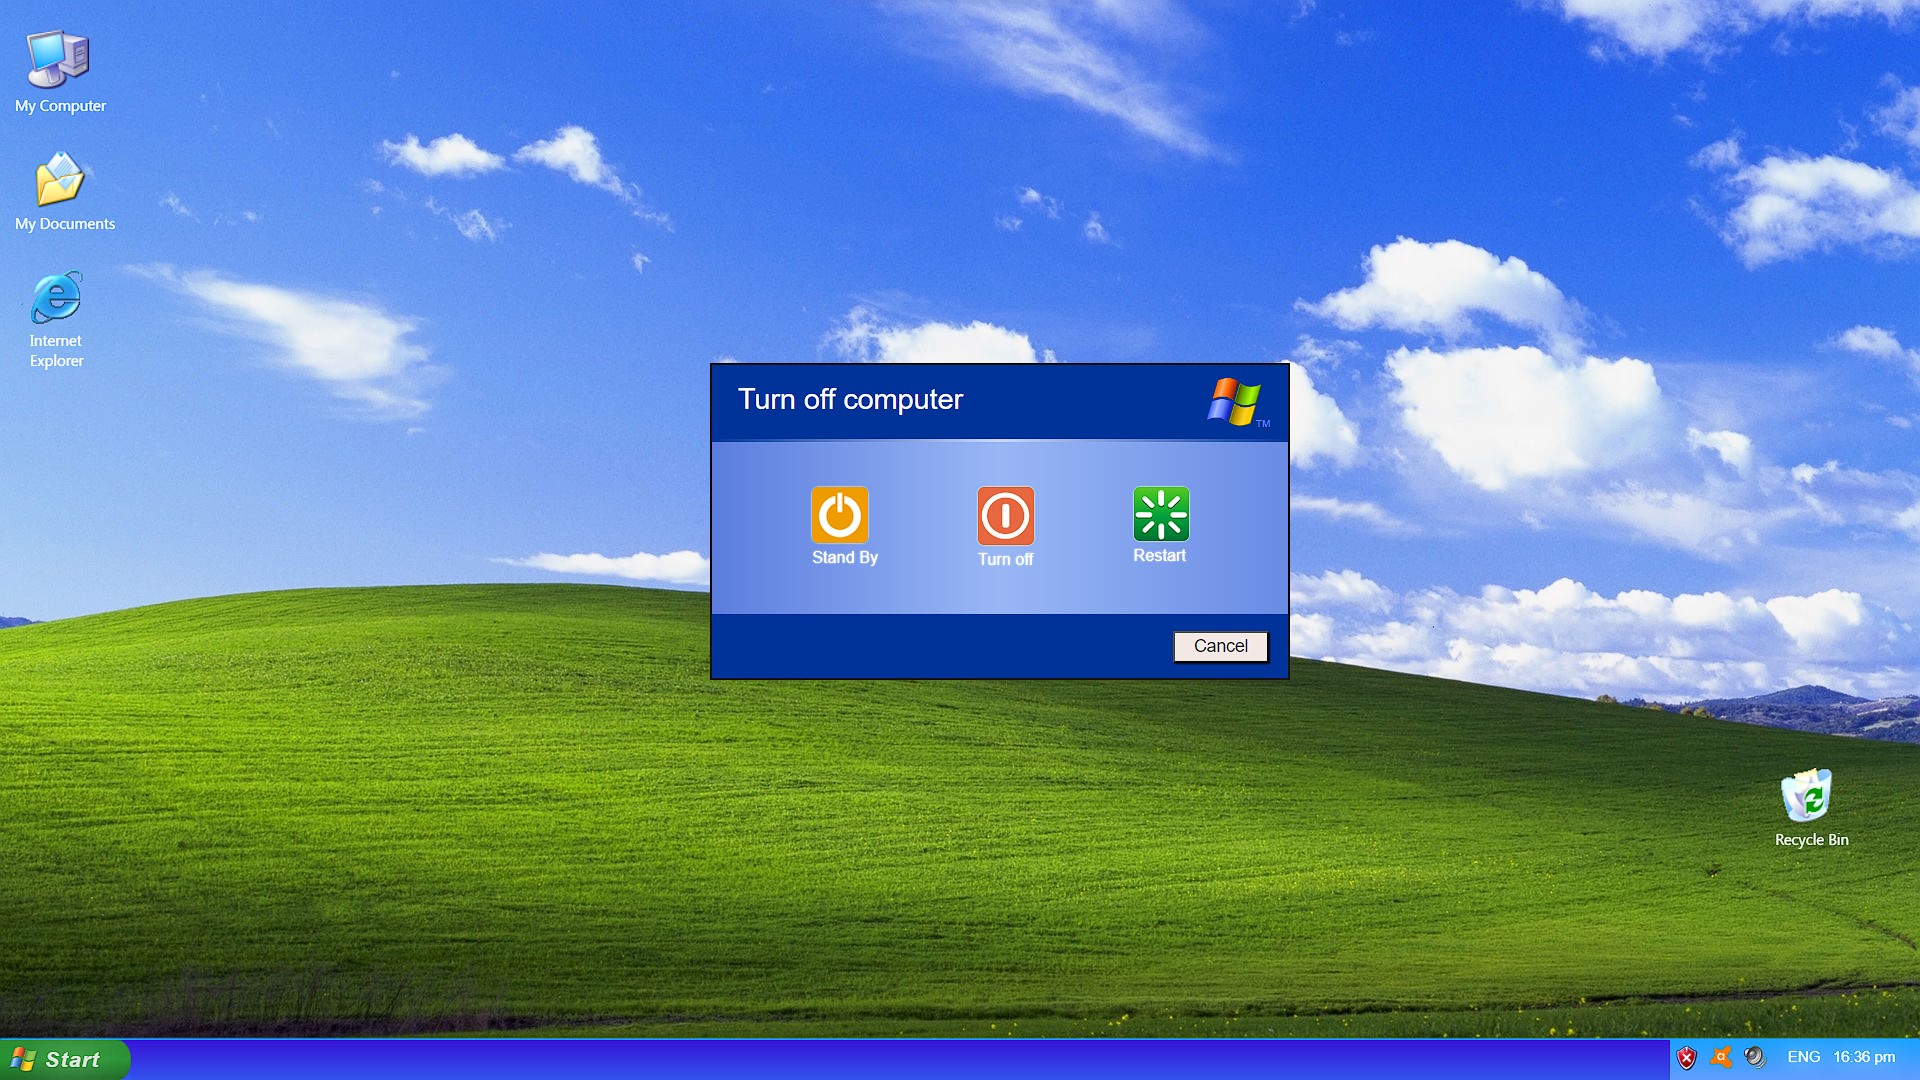 My Computer
My Documents
Internet
Explorer
Turn off computer
TM
Stand By
Turn off
Restart
Cancel
Recycle Bin
Start
ENG 16:36 pm